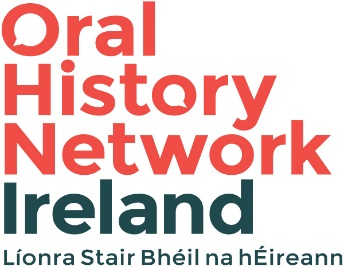 Oral
History
Network
Ireland
Líonra Stair Bhéil na hÉireann